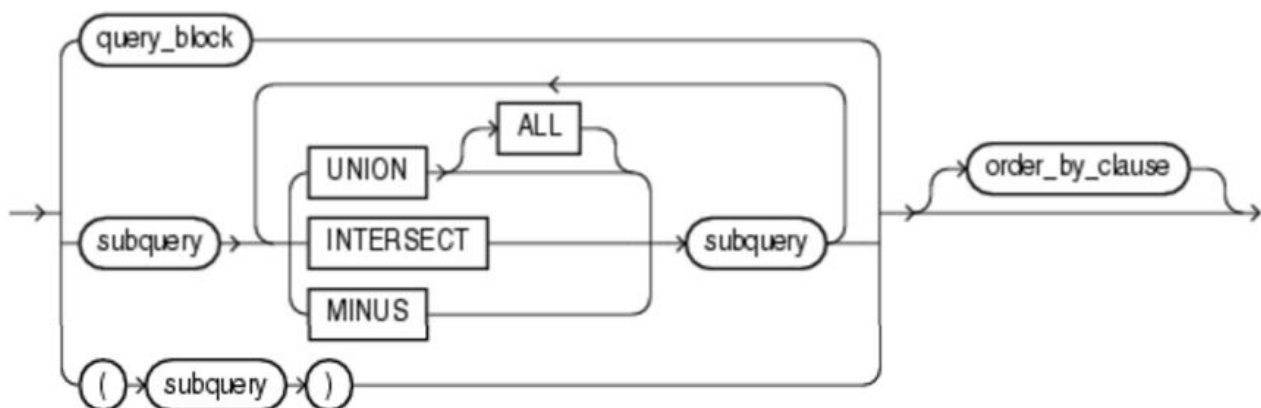 query_block
ALL
UNION
order_by_clause
subquery
INTERSECT
subquery
MINUS
( subquery )